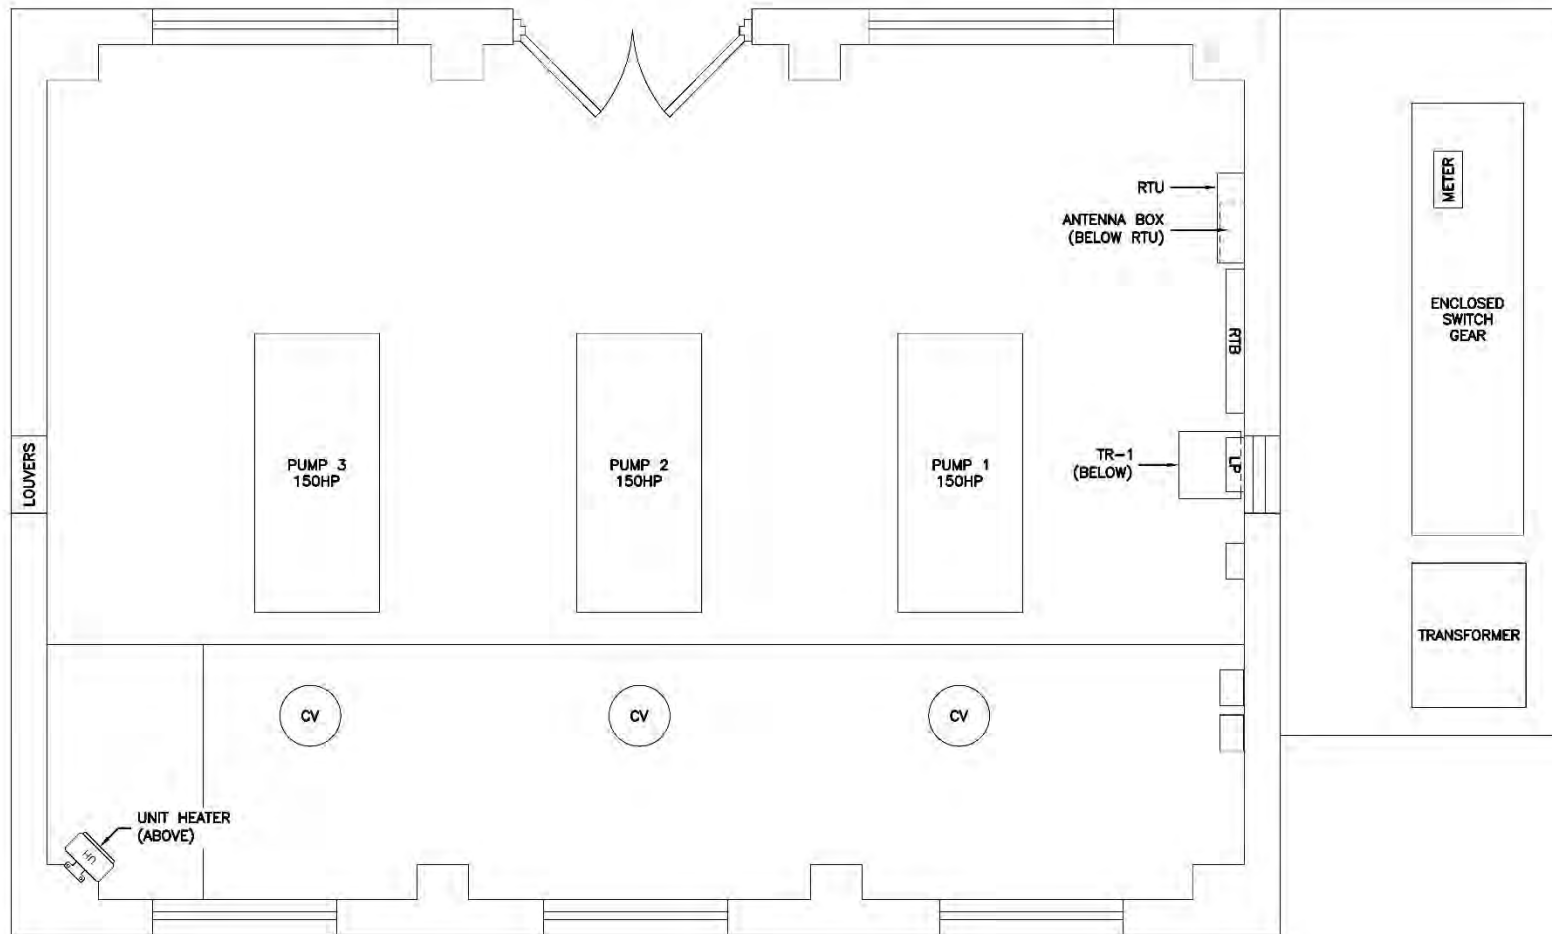 RTU
ANTENNA BOX
(BELOW RTU)
METER
ENCLOSED
SWITCH
GEAR
RTB
LOUVERS
PUMP 3
150HP
PUMP 2
150HP
PUMP 1
150HP
TR-1
(BELOW)
LP
TRANSFORMER
CV
CV
CV
UNIT HEATER
(ABOVE)
UH